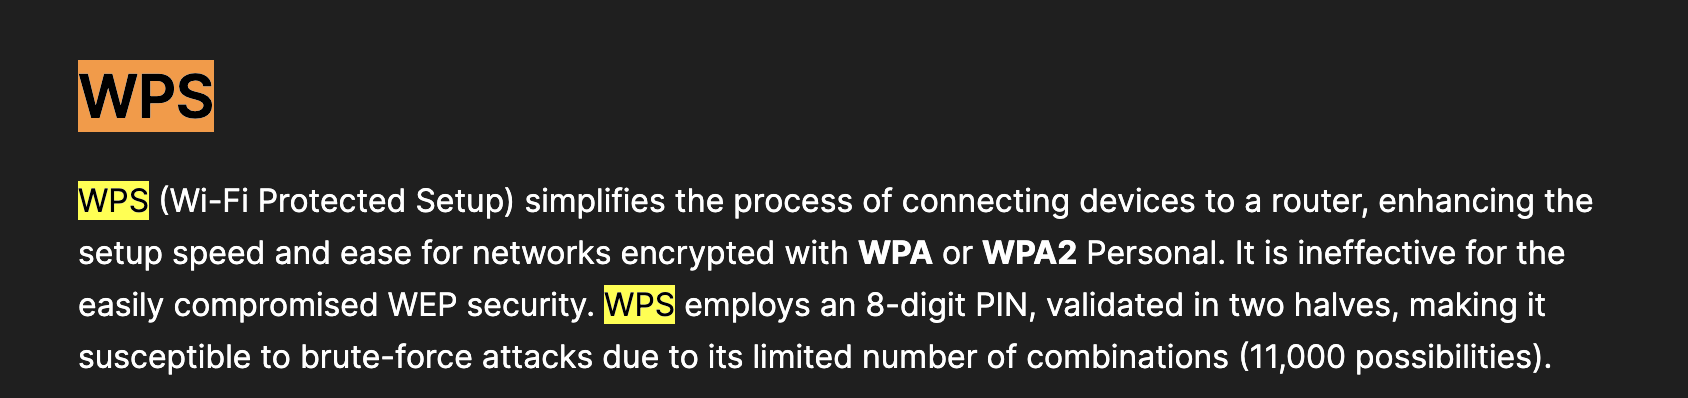 WPS
WPS (Wi-Fi Protected Setup) simplifies the process of connecting devices to a router, enhancing the
setup speed and ease for networks encrypted with WPA or WPA2 Personal. It is ineffective for the
easily compromised WEP security. WPS employs an 8-digit PIN, validated in two halves, making it
susceptible to brute-force attacks due to its limited number of combinations (11,000 possibilities).